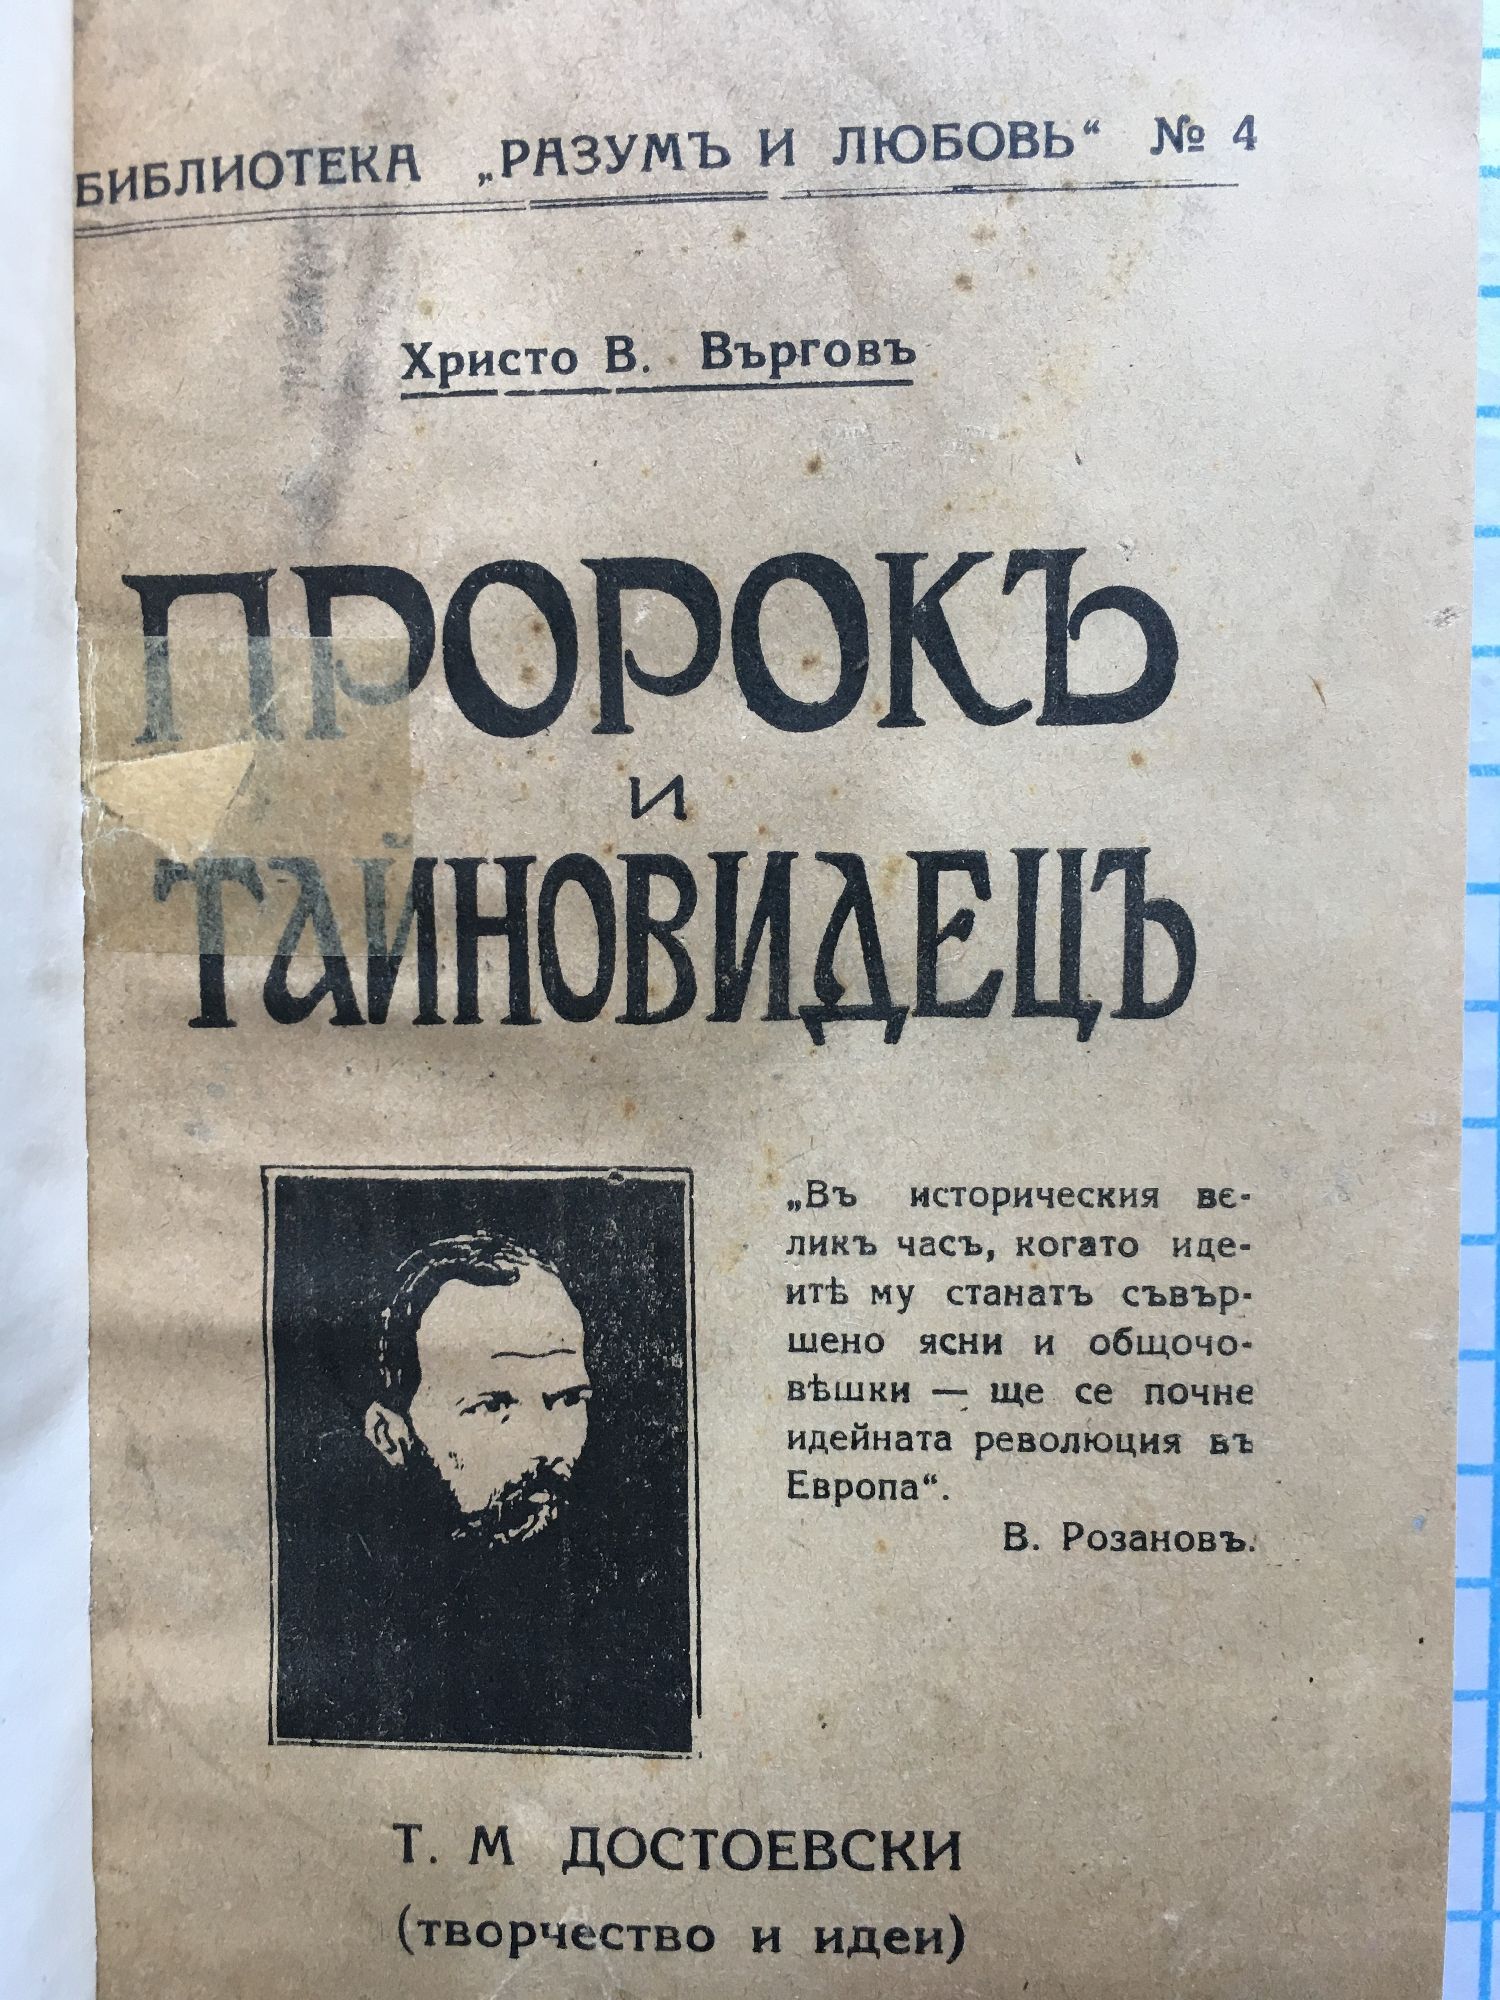 БИБЛИОТЕКА „РАЗУМЪ И ЛЮБОВЬ“ № 4
Христо В. Върговъ
ПРОРОКЪ
И
ТАЙНОВИДЕЦЪ
„Въ историческия ве-
ликъ часъ, когато иде-
итѣ му станатъ съвър-
шено ясни и общочо-
вѣшки — ще се почне
идейната революция въ
Европа“.
В. Розановъ.
Т. М ДОСТОЕВСКИ
(творчество и идеи)